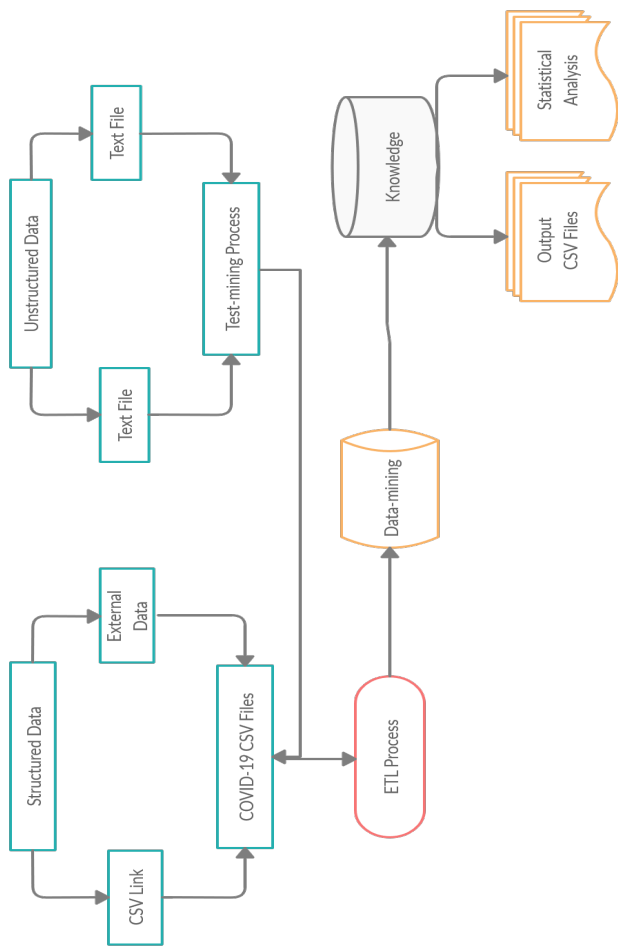 Structured Data
CSV Link
External
Data
COVID-19 CSV Files
Unstructured Data
Text File
Text File
Test-mining Process
ETL Process
Data-mining
Knowledge
Output
CSV Files
Statistical
Analysis